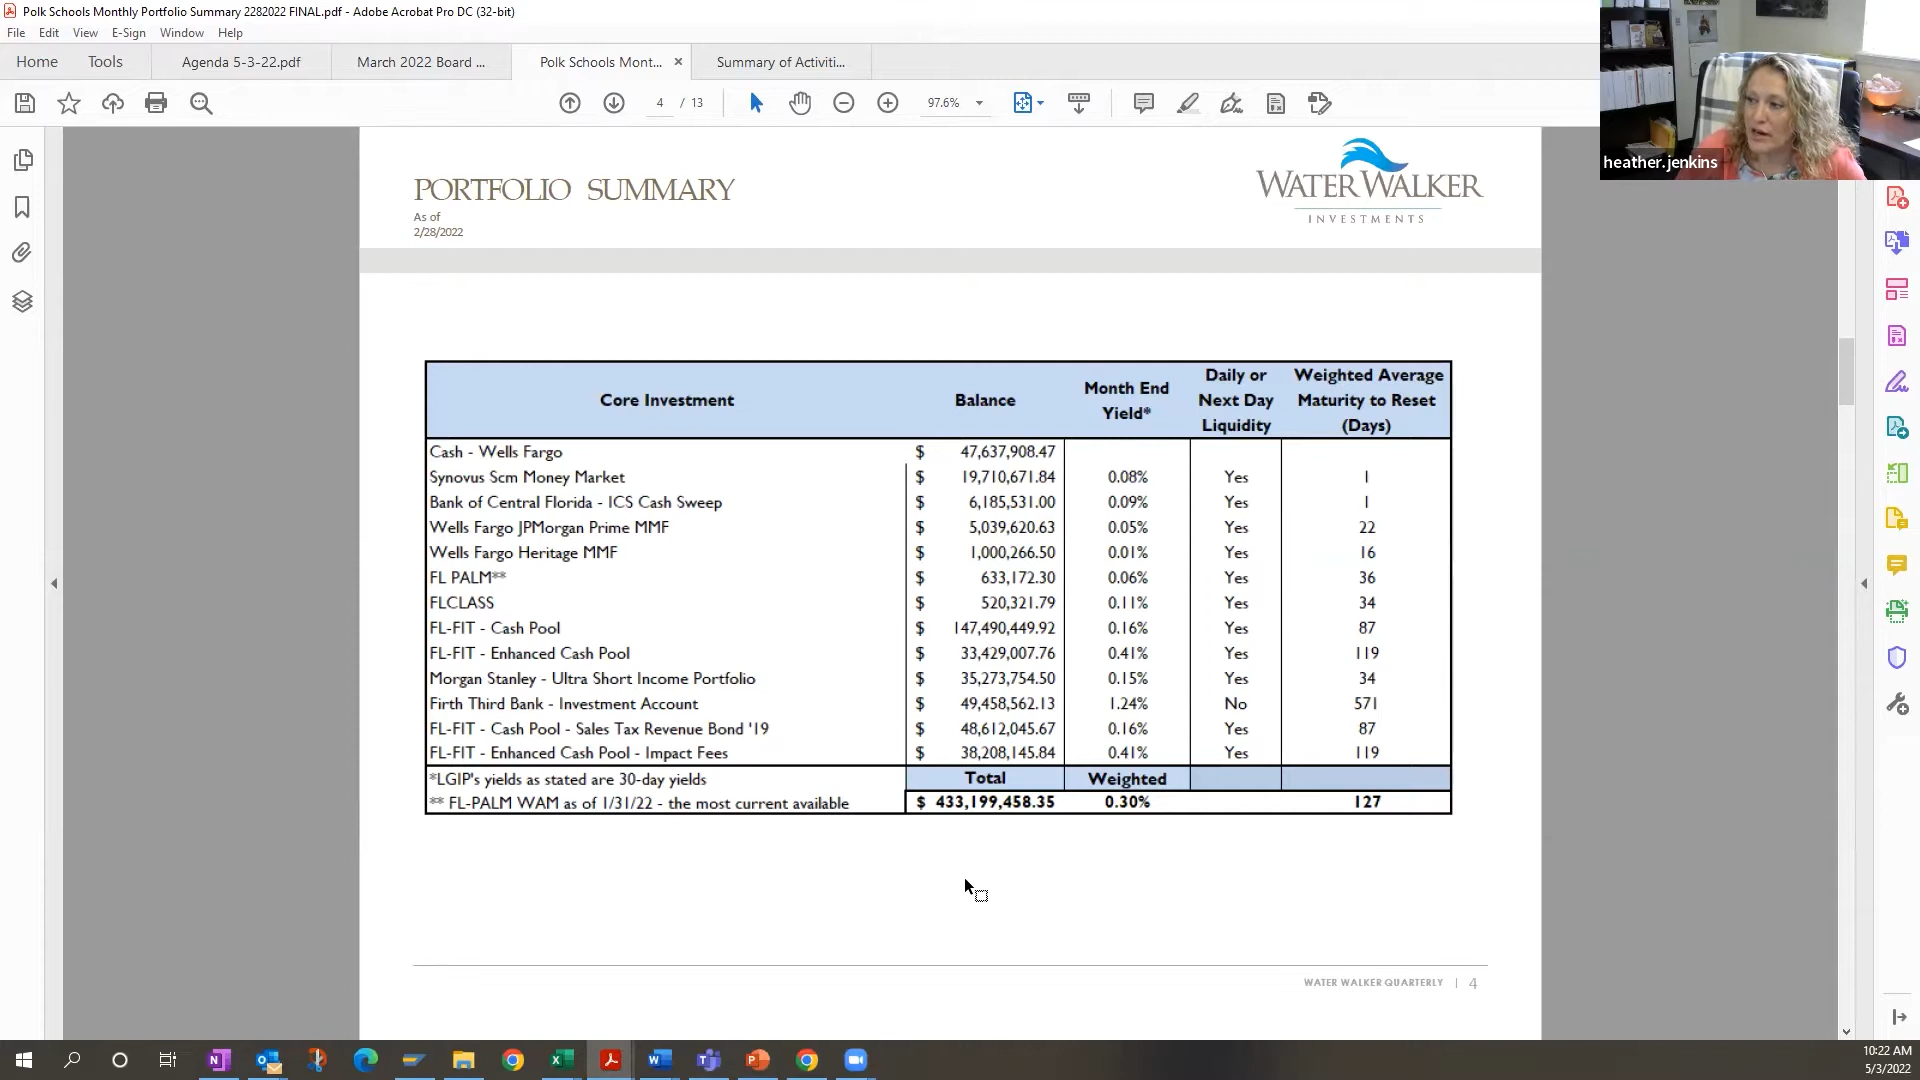 Polk Schools Monthly Portfolio Summary 2282022 FINAL.pdf - Adobe Acrobat Pro DC (32-bit)
File Edit View E-Sign Window Help
Home Tools Agenda 5-3-22.pdf March 2022 Board ... Polk Schools Mont... × Summary of Activiti...
4 / 13 97.6%
heather.jenkins
PORTFOLIO SUMMARY
As of
2/28/2022
WATER WALKER
INVESTMENTS
Core Investment Balance Month End Yield* Daily or Next Day Liquidity Weighted Average Maturity to Reset (Days)
Cash - Wells Fargo $ 47,637,908.47
Synovus Scm Money Market $ 19,710,671.84 0.08% Yes 1
Bank of Central Florida - ICS Cash Sweep $ 6,185,531.00 0.09% Yes 1
Wells Fargo JPMorgan Prime MMF $ 5,039,620.63 0.05% Yes 22
Wells Fargo Heritage MMF $ 1,000,266.50 0.01% Yes 16
FL PALM** $ 633,172.30 0.06% Yes 36
FLCLASS $ 520,321.79 0.11% Yes 34
FL-FIT - Cash Pool $ 147,490,449.92 0.16% Yes 87
FL-FIT - Enhanced Cash Pool $ 33,429,007.76 0.41% Yes 119
Morgan Stanley - Ultra Short Income Portfolio $ 35,273,754.50 0.15% Yes 34
Firth Third Bank - Investment Account $ 49,458,562.13 1.24% No 571
FL-FIT - Cash Pool - Sales Tax Revenue Bond '19 $ 48,612,045.67 0.16% Yes 87
FL-FIT - Enhanced Cash Pool - Impact Fees $ 38,208,145.84 0.41% Yes 119
*LGIP's yields as stated are 30-day yields Total Weighted
** FL-PALM WAM as of 1/31/22 - the most current available $ 433,199,458.35 0.30% 127
WATER WALKER QUARTERLY | 4
10:22 AM
5/3/2022